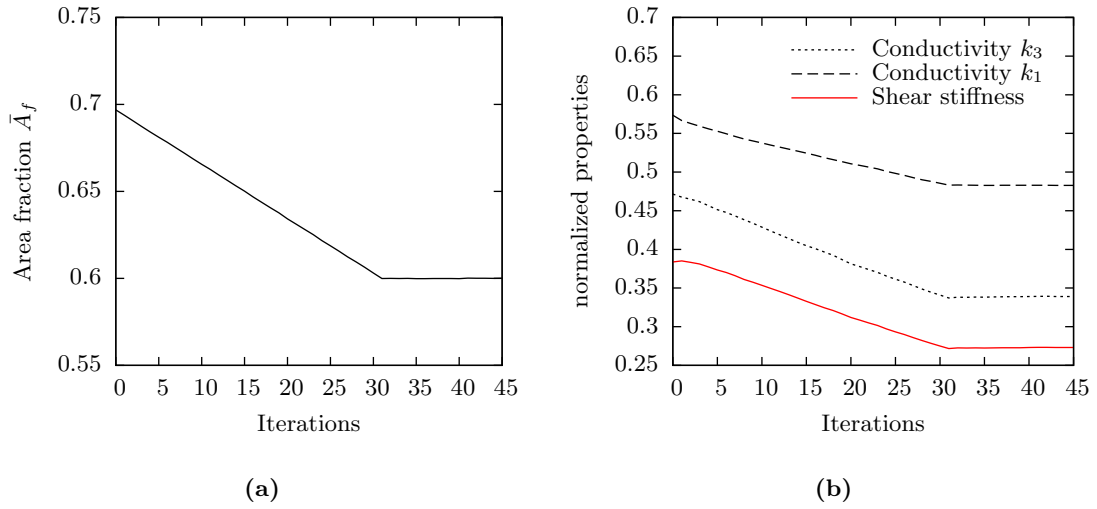 0.75
0.7
0.65
0.6
0.55
Area fraction Āf
0 5 10 15 20 25 30 35 40 45
Iterations
(a)
0.7
0.6
0.55
0.5
0.45
0.4
0.35
0.3
0.25
normalized properties
Conductivity k3
Conductivity k1
Shear stiffness
0 5 10 15 20 25 30 35 40 45
Iterations
(b)